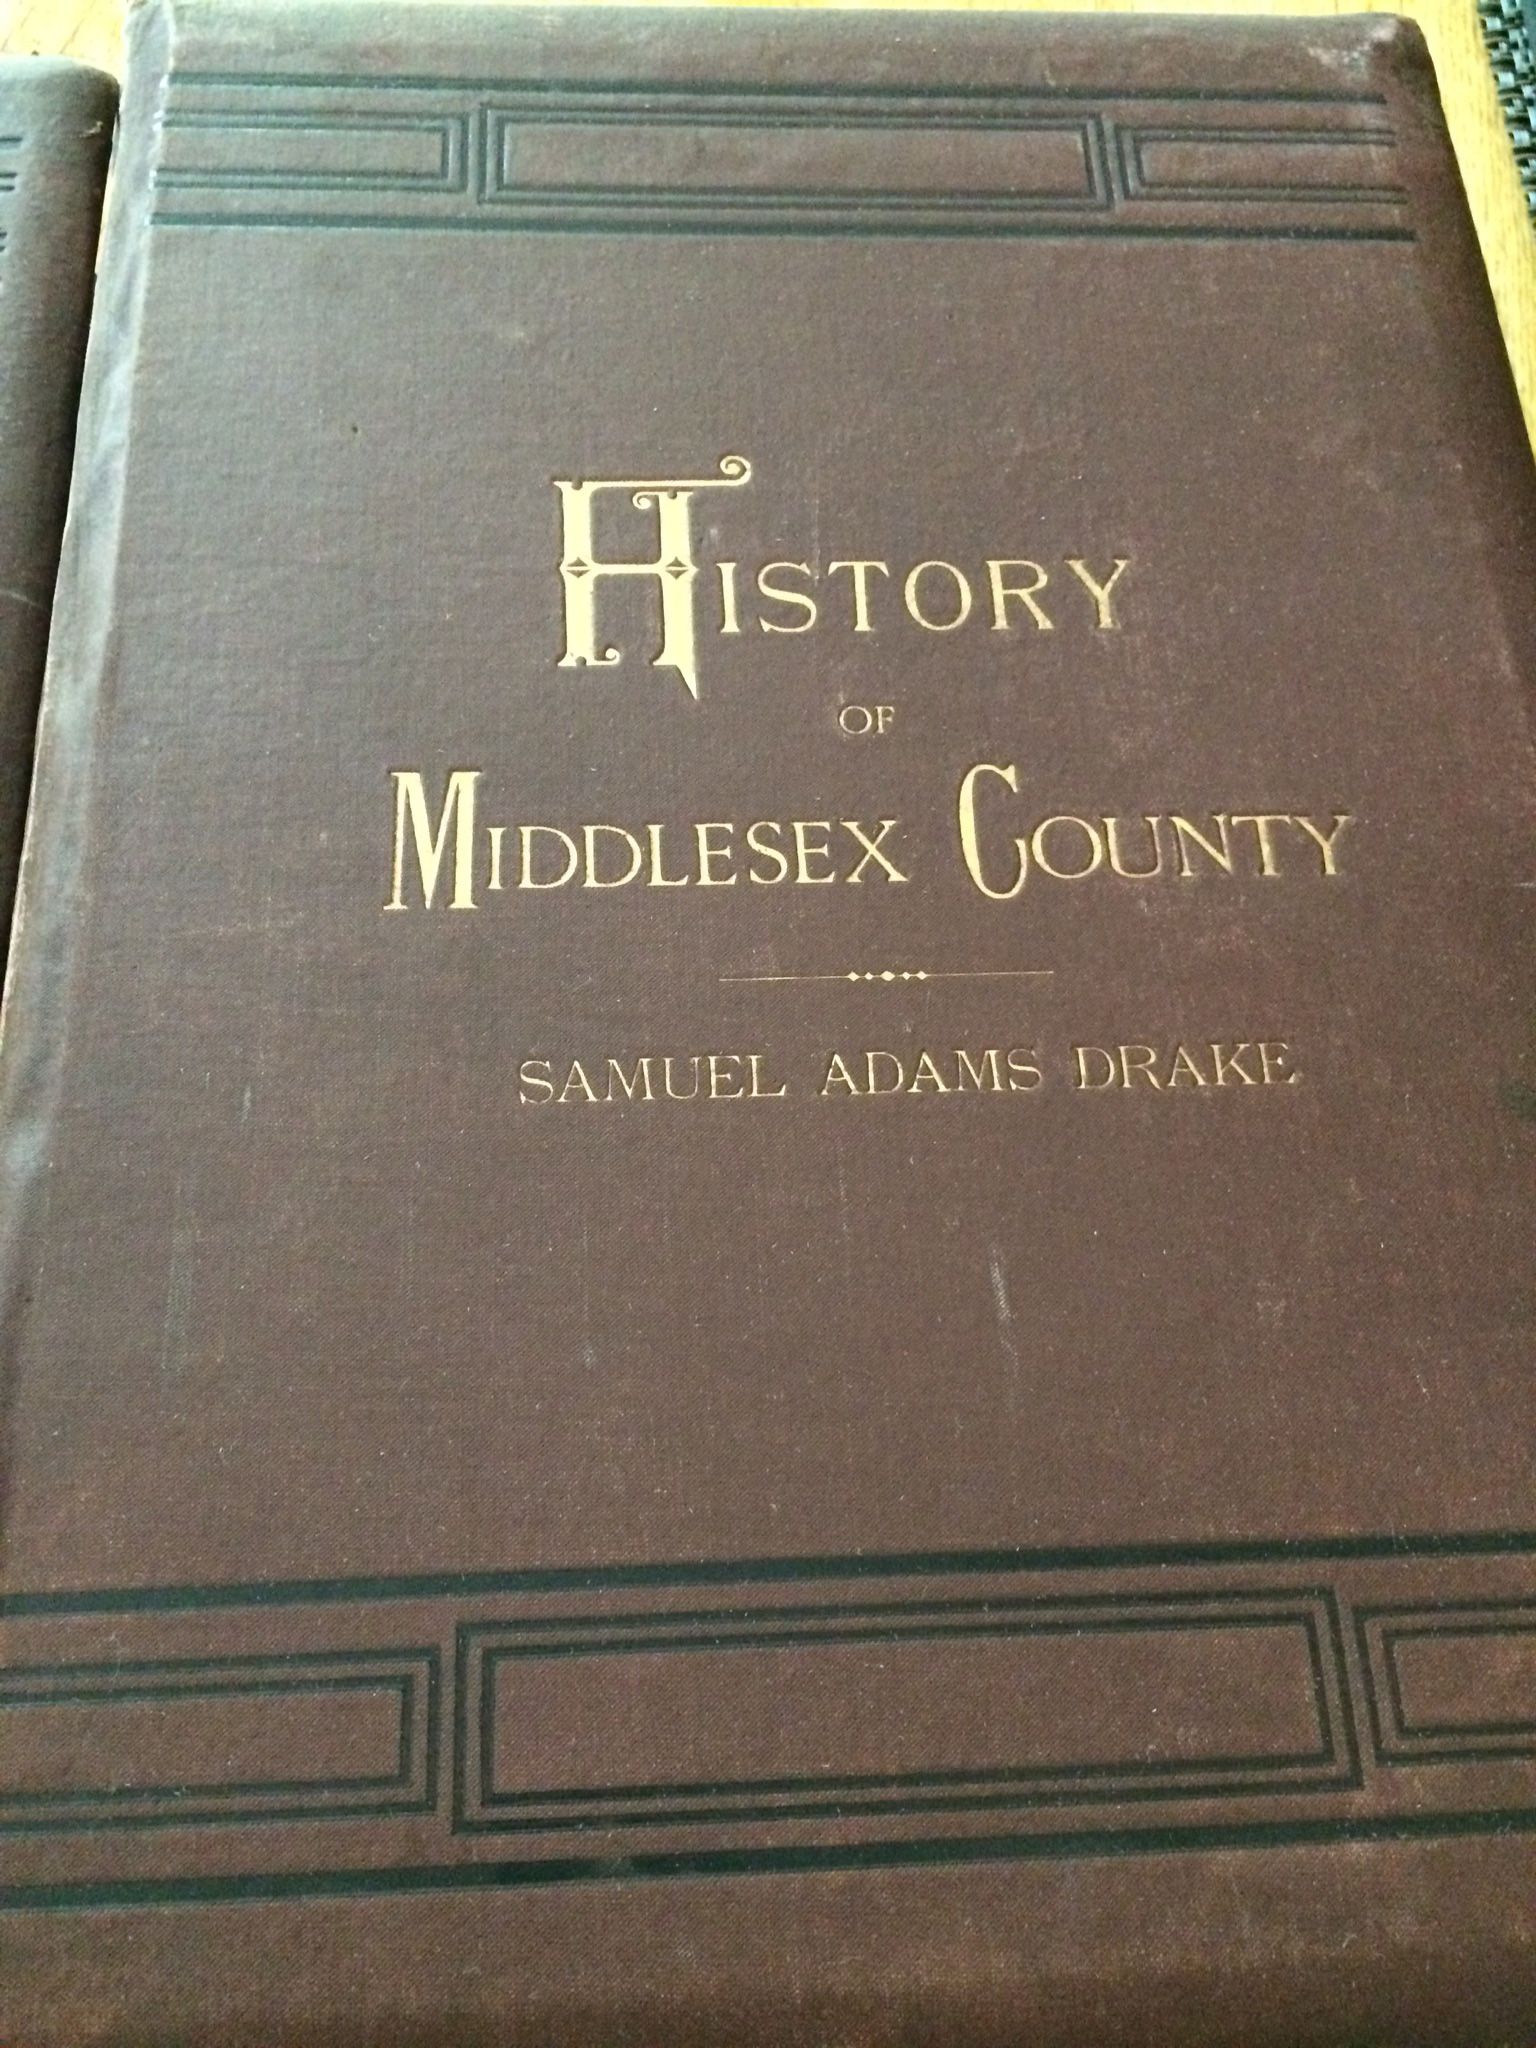 HISTORY
OF
MIDDLESEX COUNTY
SAMUEL ADAMS DRAKE